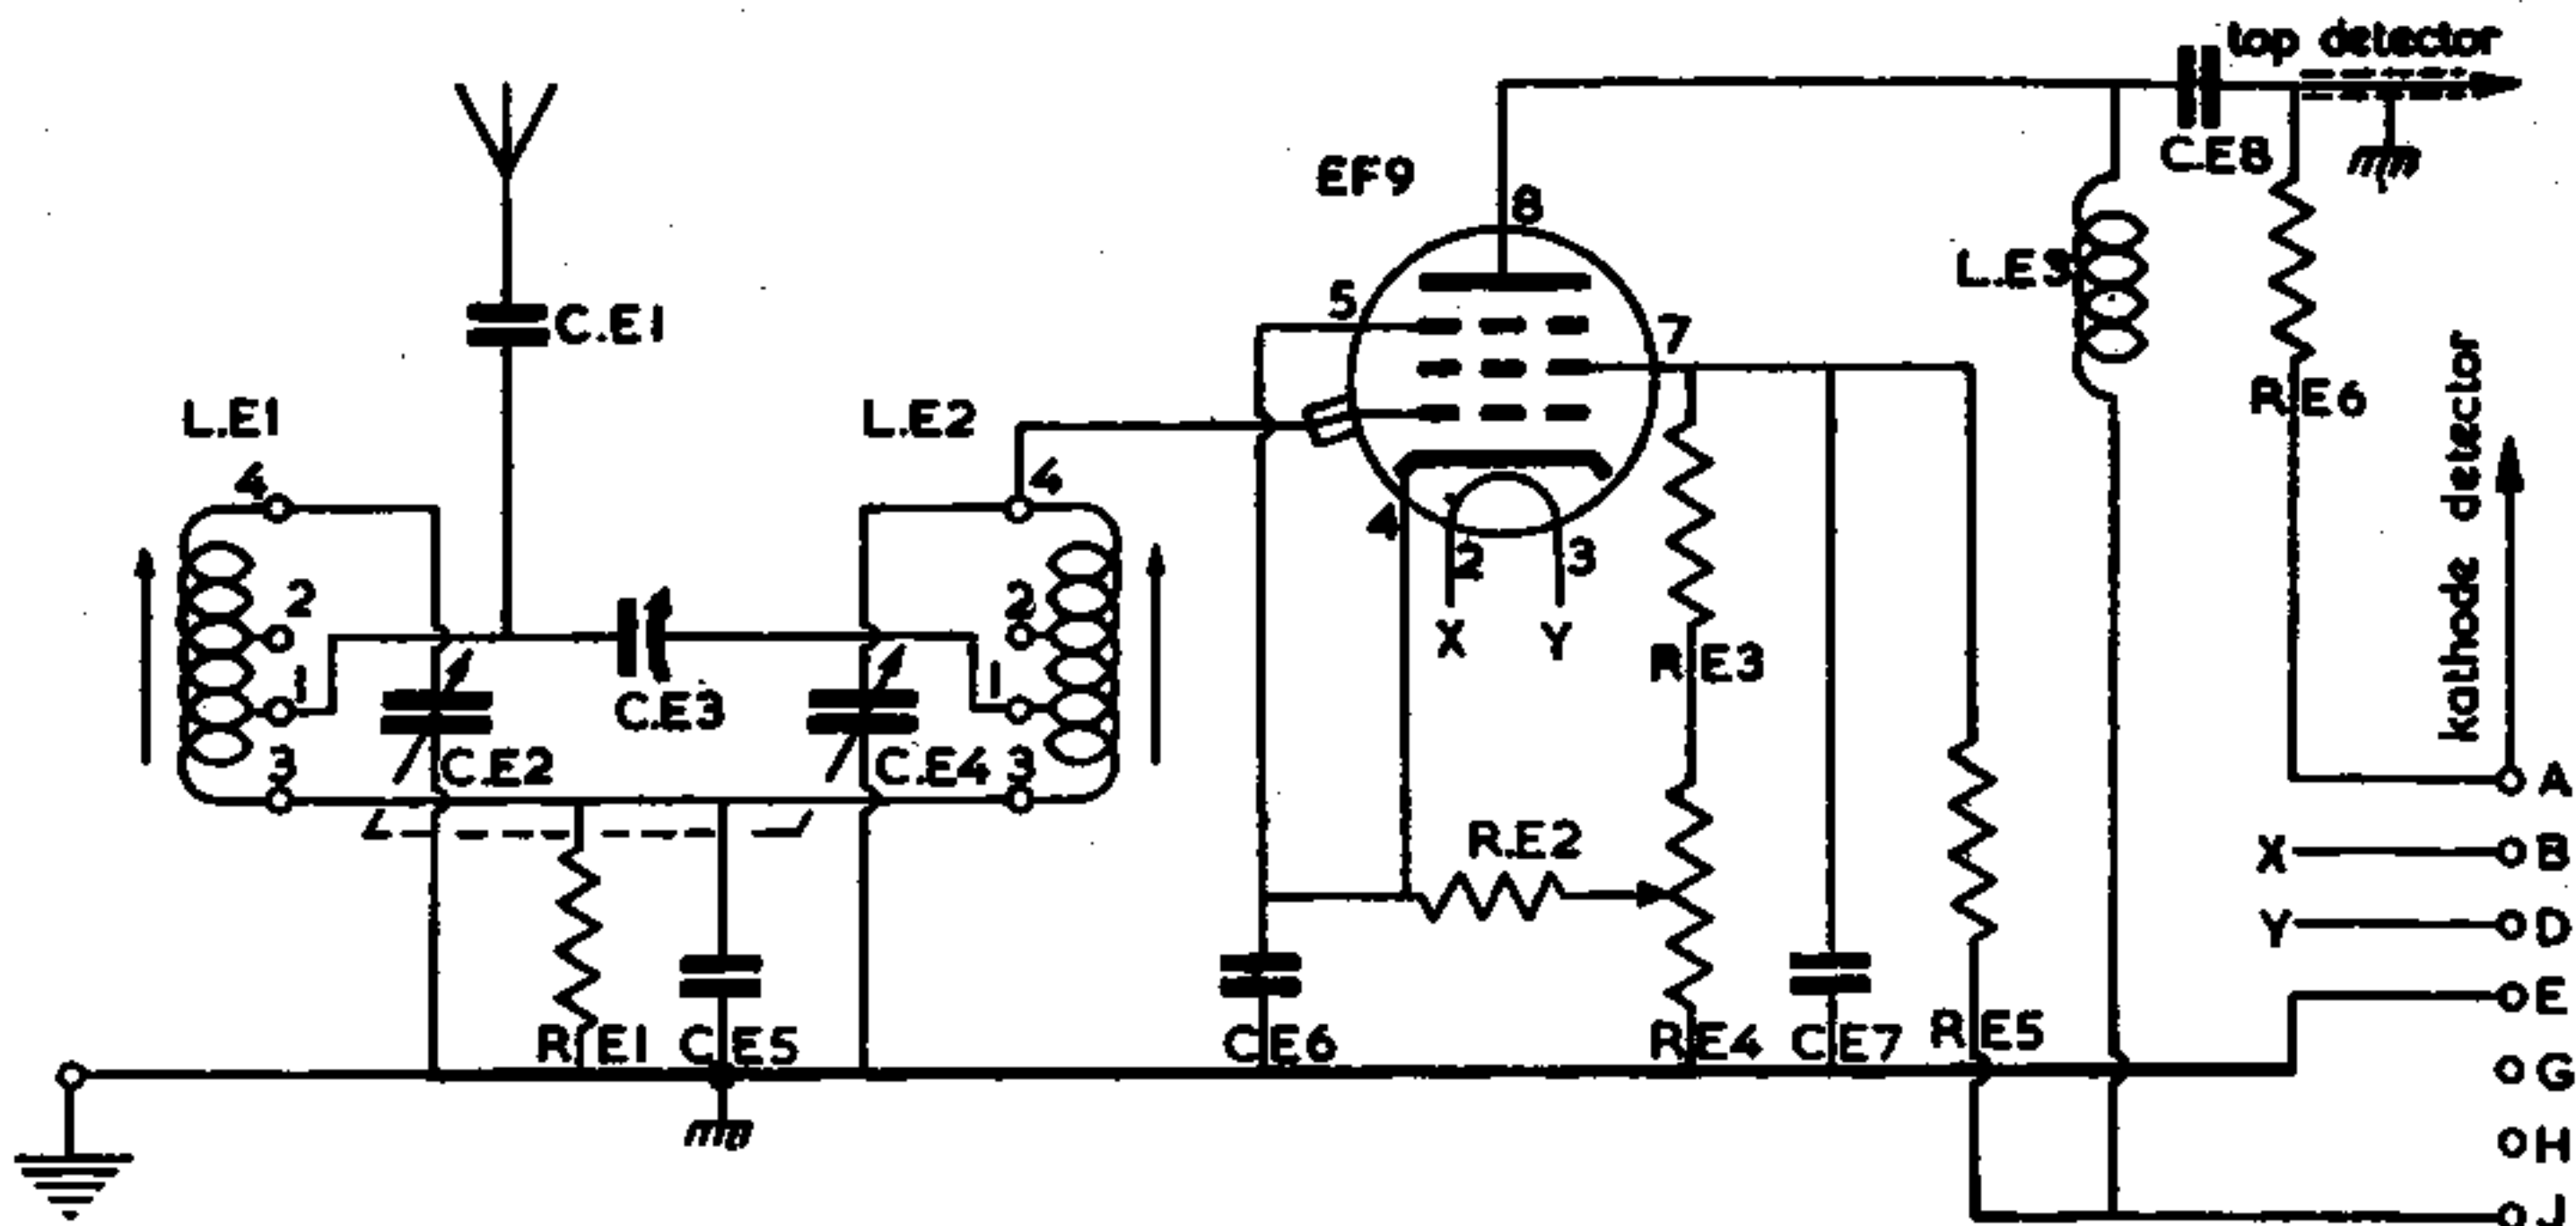 top detector
C.E8
EF9
8
5
7
L.E3
C.E1
R.E6
kathode detector
L.E1
L.E2
4
4
4
2
3
2
2
X
Y
R.E3
1
1
C.E3
C.E2
C.E4
3
3
A
R.E2
X
B
Y
D
E
R.E1
C.E5
C.E6
R.E4
C.E7
R.E5
G
H
J